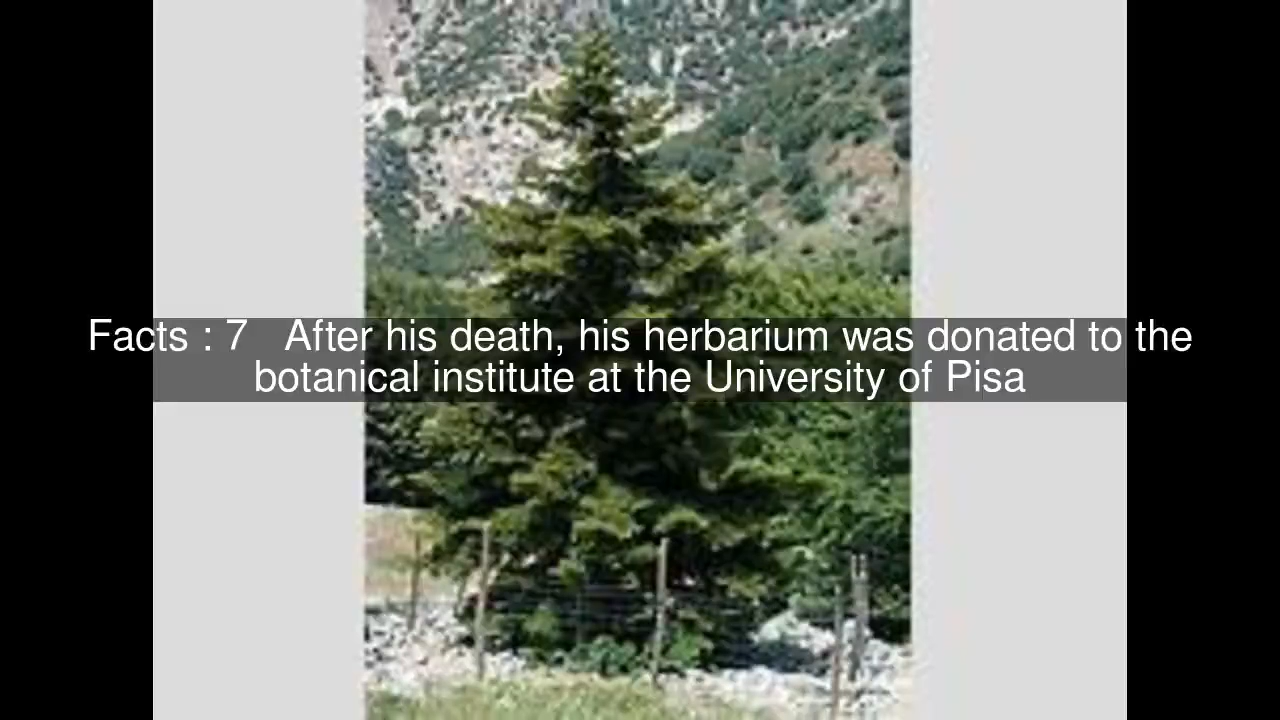 Facts : 7   After his death, his herbarium was donated to the
botanical institute at the University of Pisa